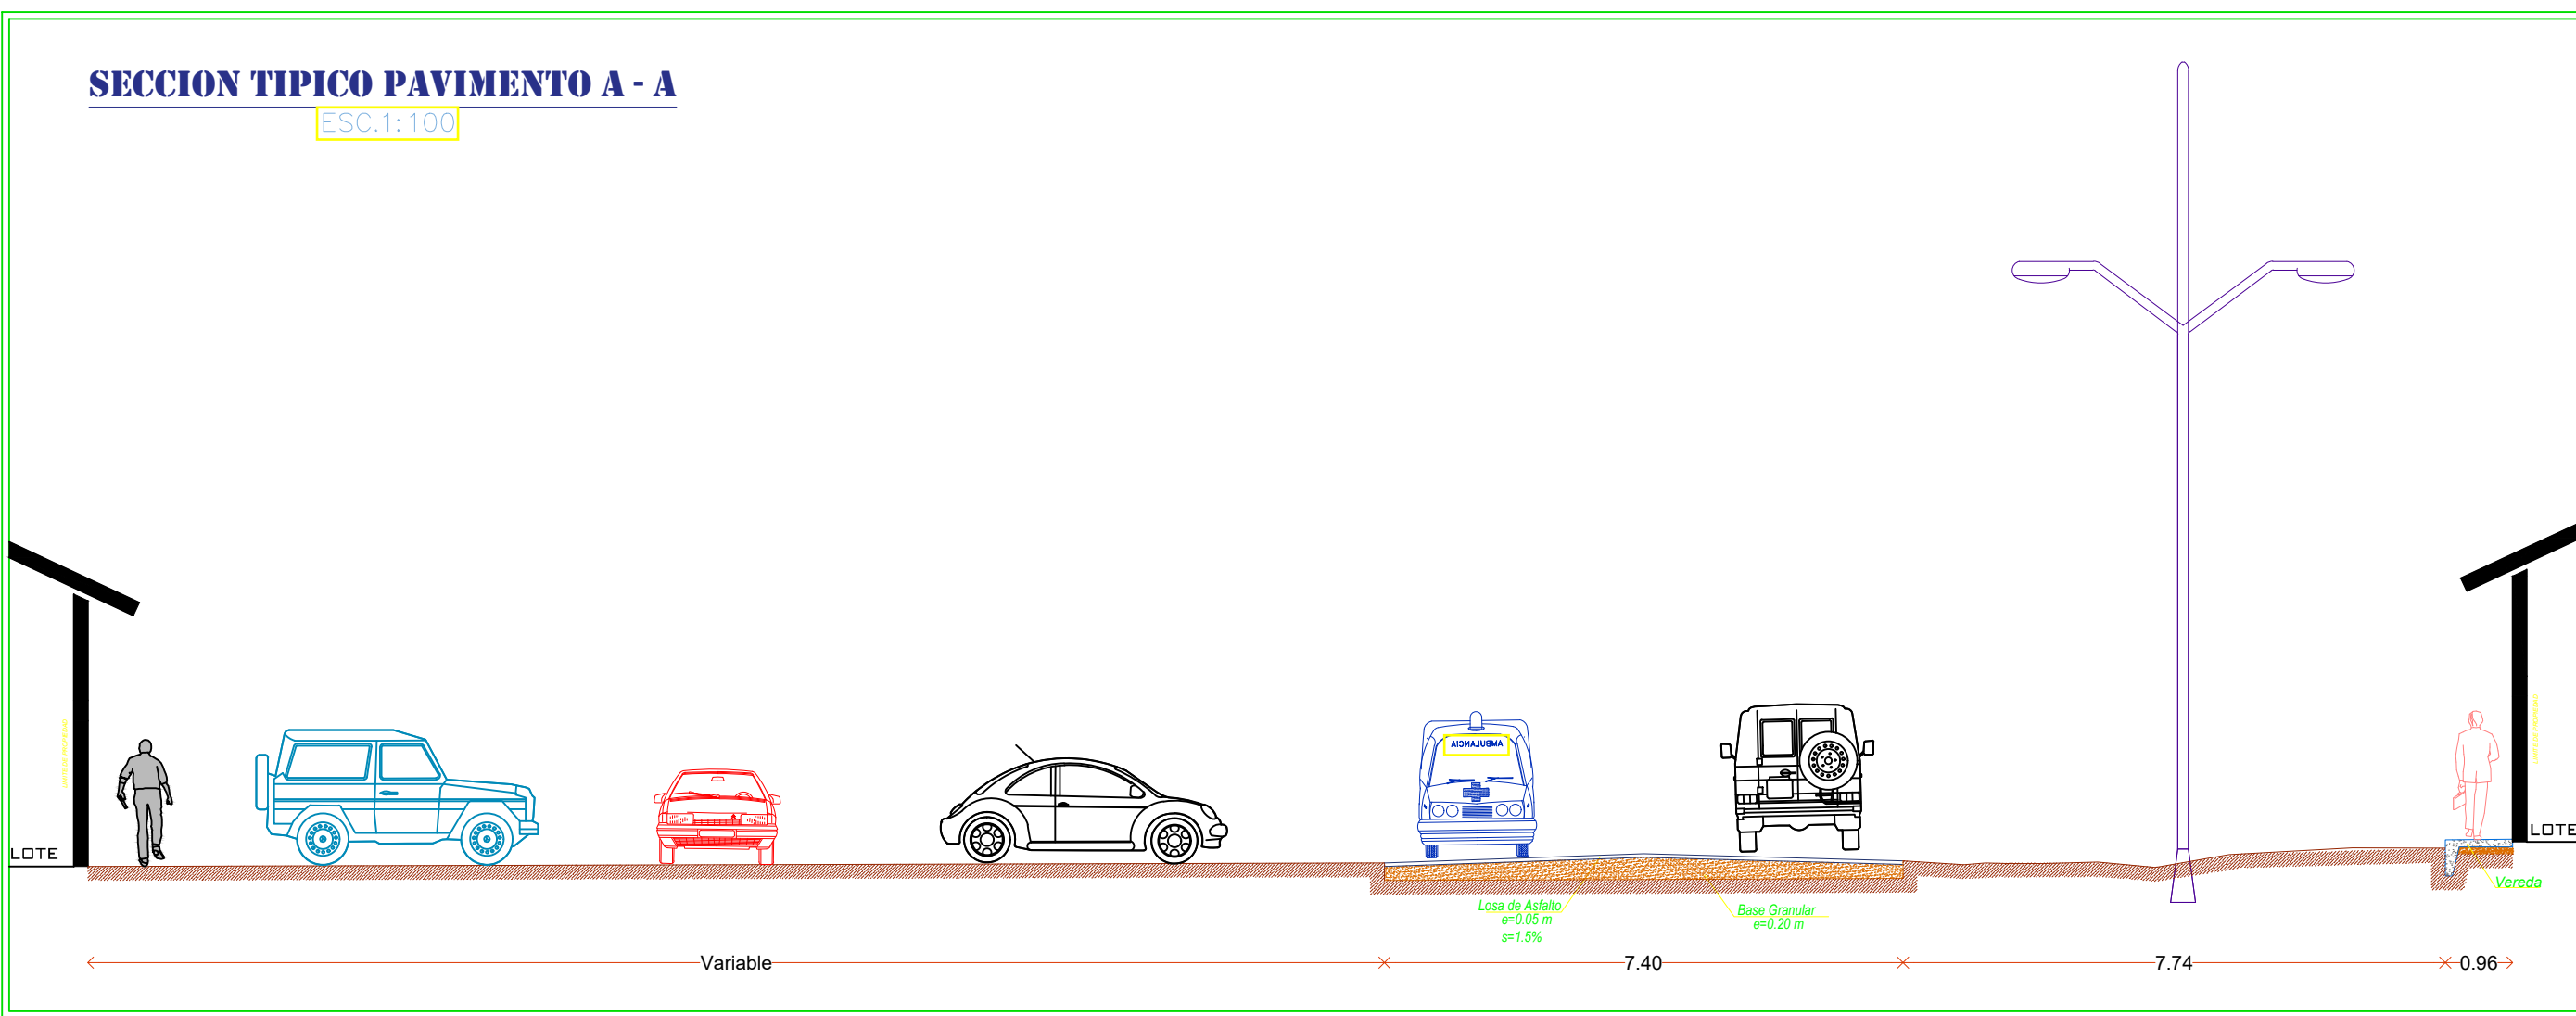 SECCION TIPICO PAVIMENTO A - A
ESC.1:100
AMBULANCIA
LOTE
LOTE
Vereda
Losa de Asfalto
e=0.05 m
s=1.5%
Base Granular
e=0.20 m
Variable
7.40
7.74
0.96